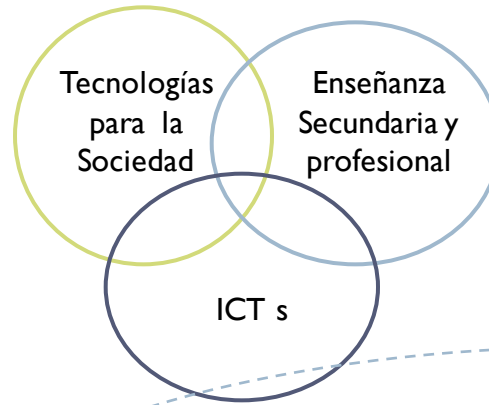 Tecnologías
para la
Sociedad
Enseñanza
Secundaria y
profesional
ICT s